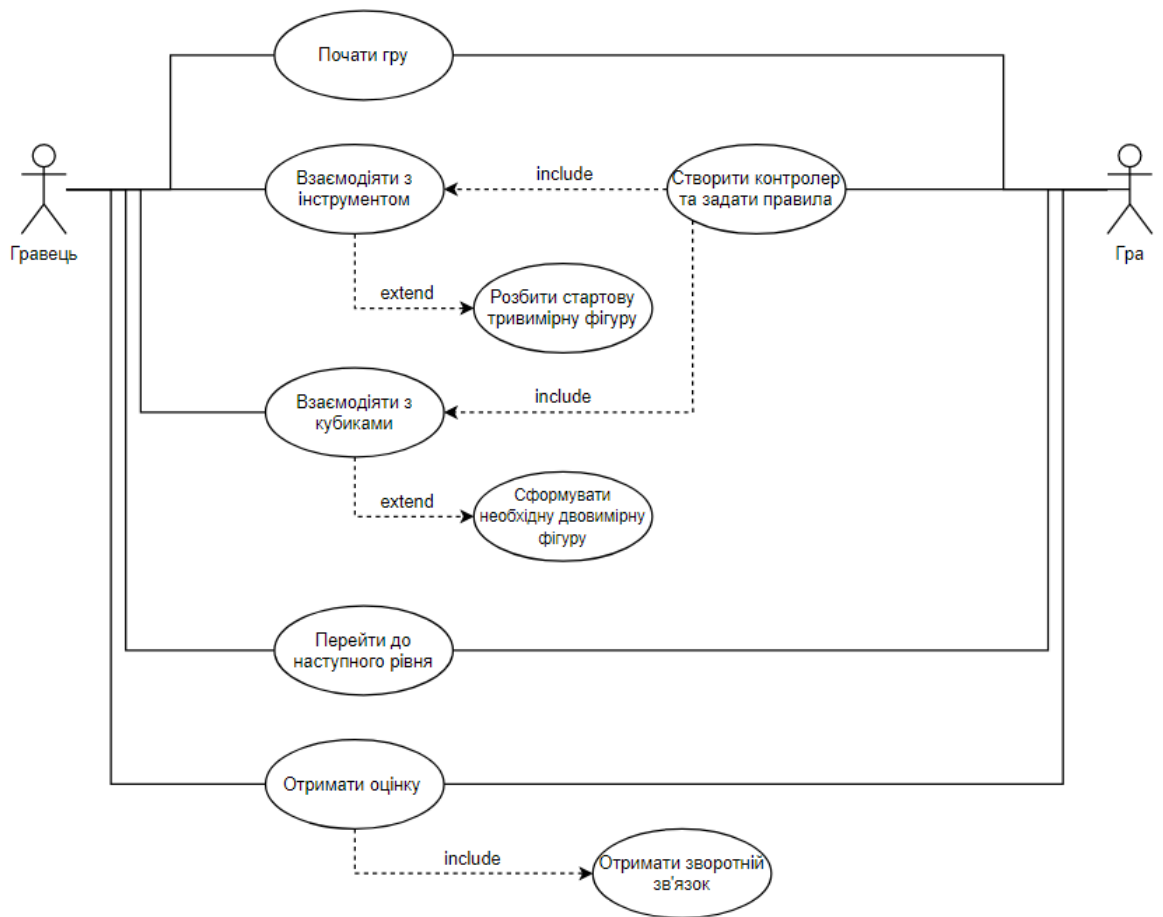 Почати гру
Взаємодіяти з
інструментом
include
Створити контролер
та задати правила
Гравець
Гра
extend
Розбити стартову
тривимірну фігуру
Взаємодіяти з
кубиками
include
extend
Сформувати
необхідну двовимірну
фігуру
Перейти до
наступного рівня
Отримати оцінку
include
Отримати зворотній
зв'язок